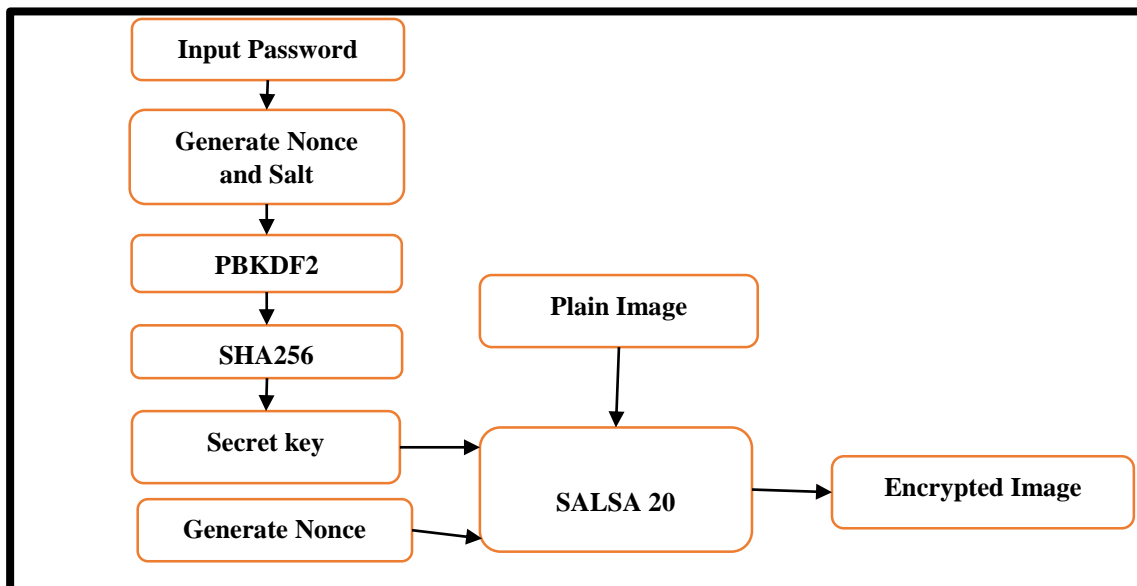 Input Password
Generate Nonce
and Salt
PBKDF2
Plain Image
SHA256
Secret key
SALSA 20
Encrypted Image
Generate Nonce